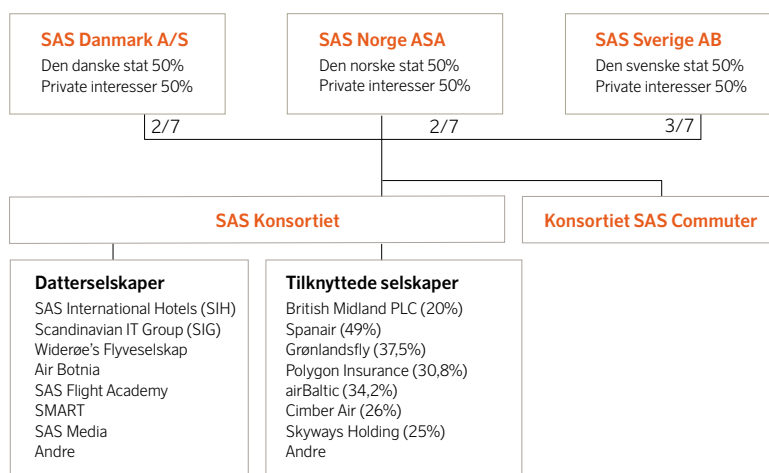 SAS Danmark A/S
Den danske stat 50%
Private interesser 50%
SAS Norge ASA
Den norske stat 50%
Private interesser 50%
SAS Sverige AB
Den svenske stat 50%
Private interesser 50%
2/7
2/7
3/7
SAS Konsortiet
Konsortiet SAS Commuter
Datterselskaper
SAS International Hotels (SIH)
Scandinavian IT Group (SIG)
Widerøe's Flyveselskap
Air Botnia
SAS Flight Academy
SMART
SAS Media
Andre
Tilknyttede selskaper
British Midland PLC (20%)
Spanair (49%)
Grønlandsfly (37,5%)
Polygon Insurance (30,8%)
airBaltic (34,2%)
Cimber Air (26%)
Skyways Holding (25%)
Andre